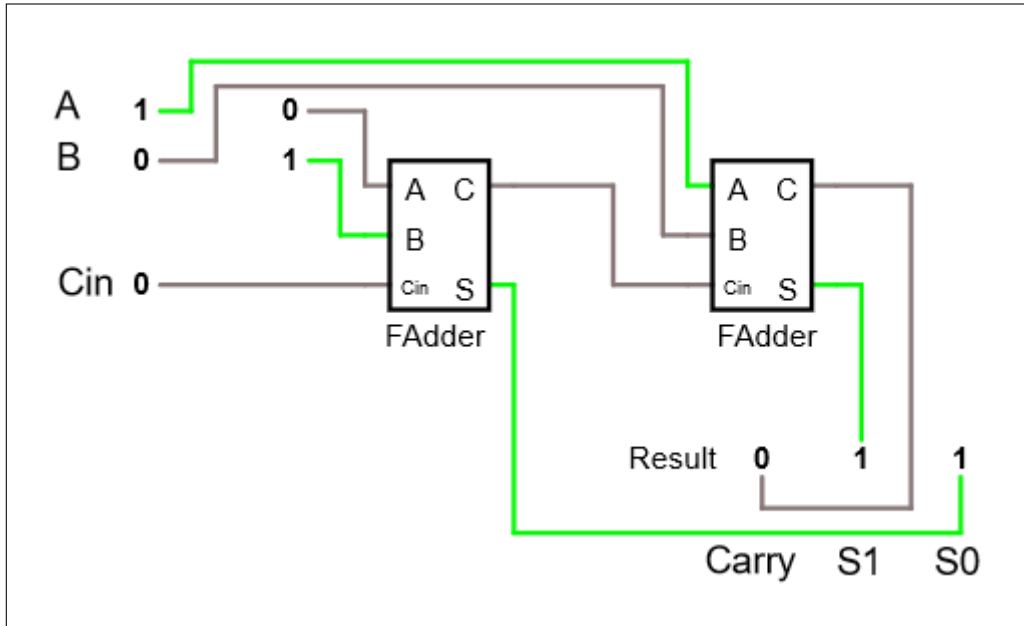 A 1 0
B 0 1
A C A C
B B
Cin 0 Cin S Cin S
FAdder FAdder
Result 0 1 1
Carry S1 S0